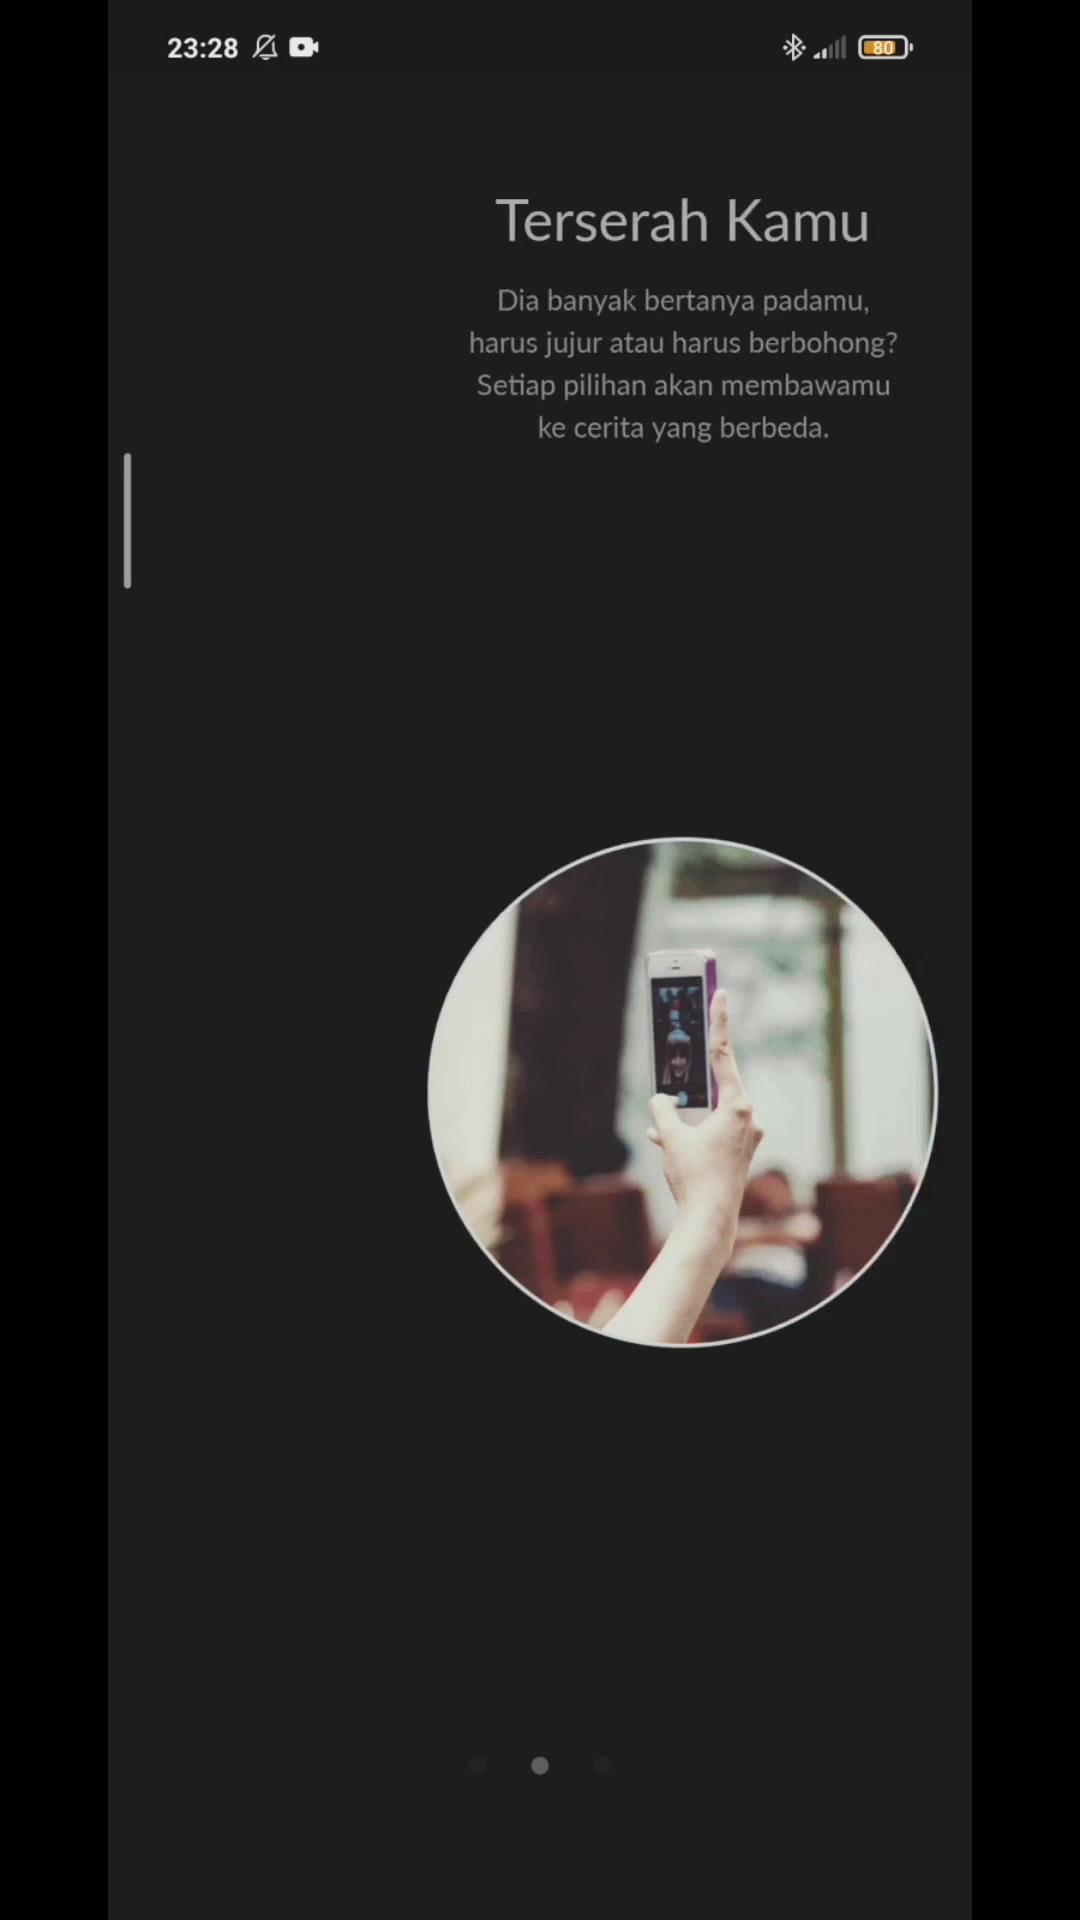 23:28
80
Terserah Kamu
Dia banyak bertanya padamu,
harus jujur atau harus berbohong?
Setiap pilihan akan membawamu
ke cerita yang berbeda.